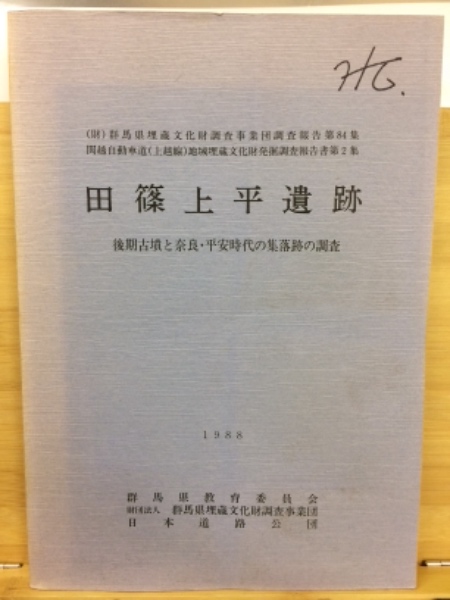 HG.
(財)群馬県埋蔵文化財調査事業団調査報告第84集
関越自動車道(上越線)地域埋蔵文化財発掘調査報告書第2集
田篠上平遺跡
後期古墳と奈良・平安時代の集落跡の調査
1988
群馬県教育委員会
財団法人 群馬県埋蔵文化財調査事業団
日本道路公団